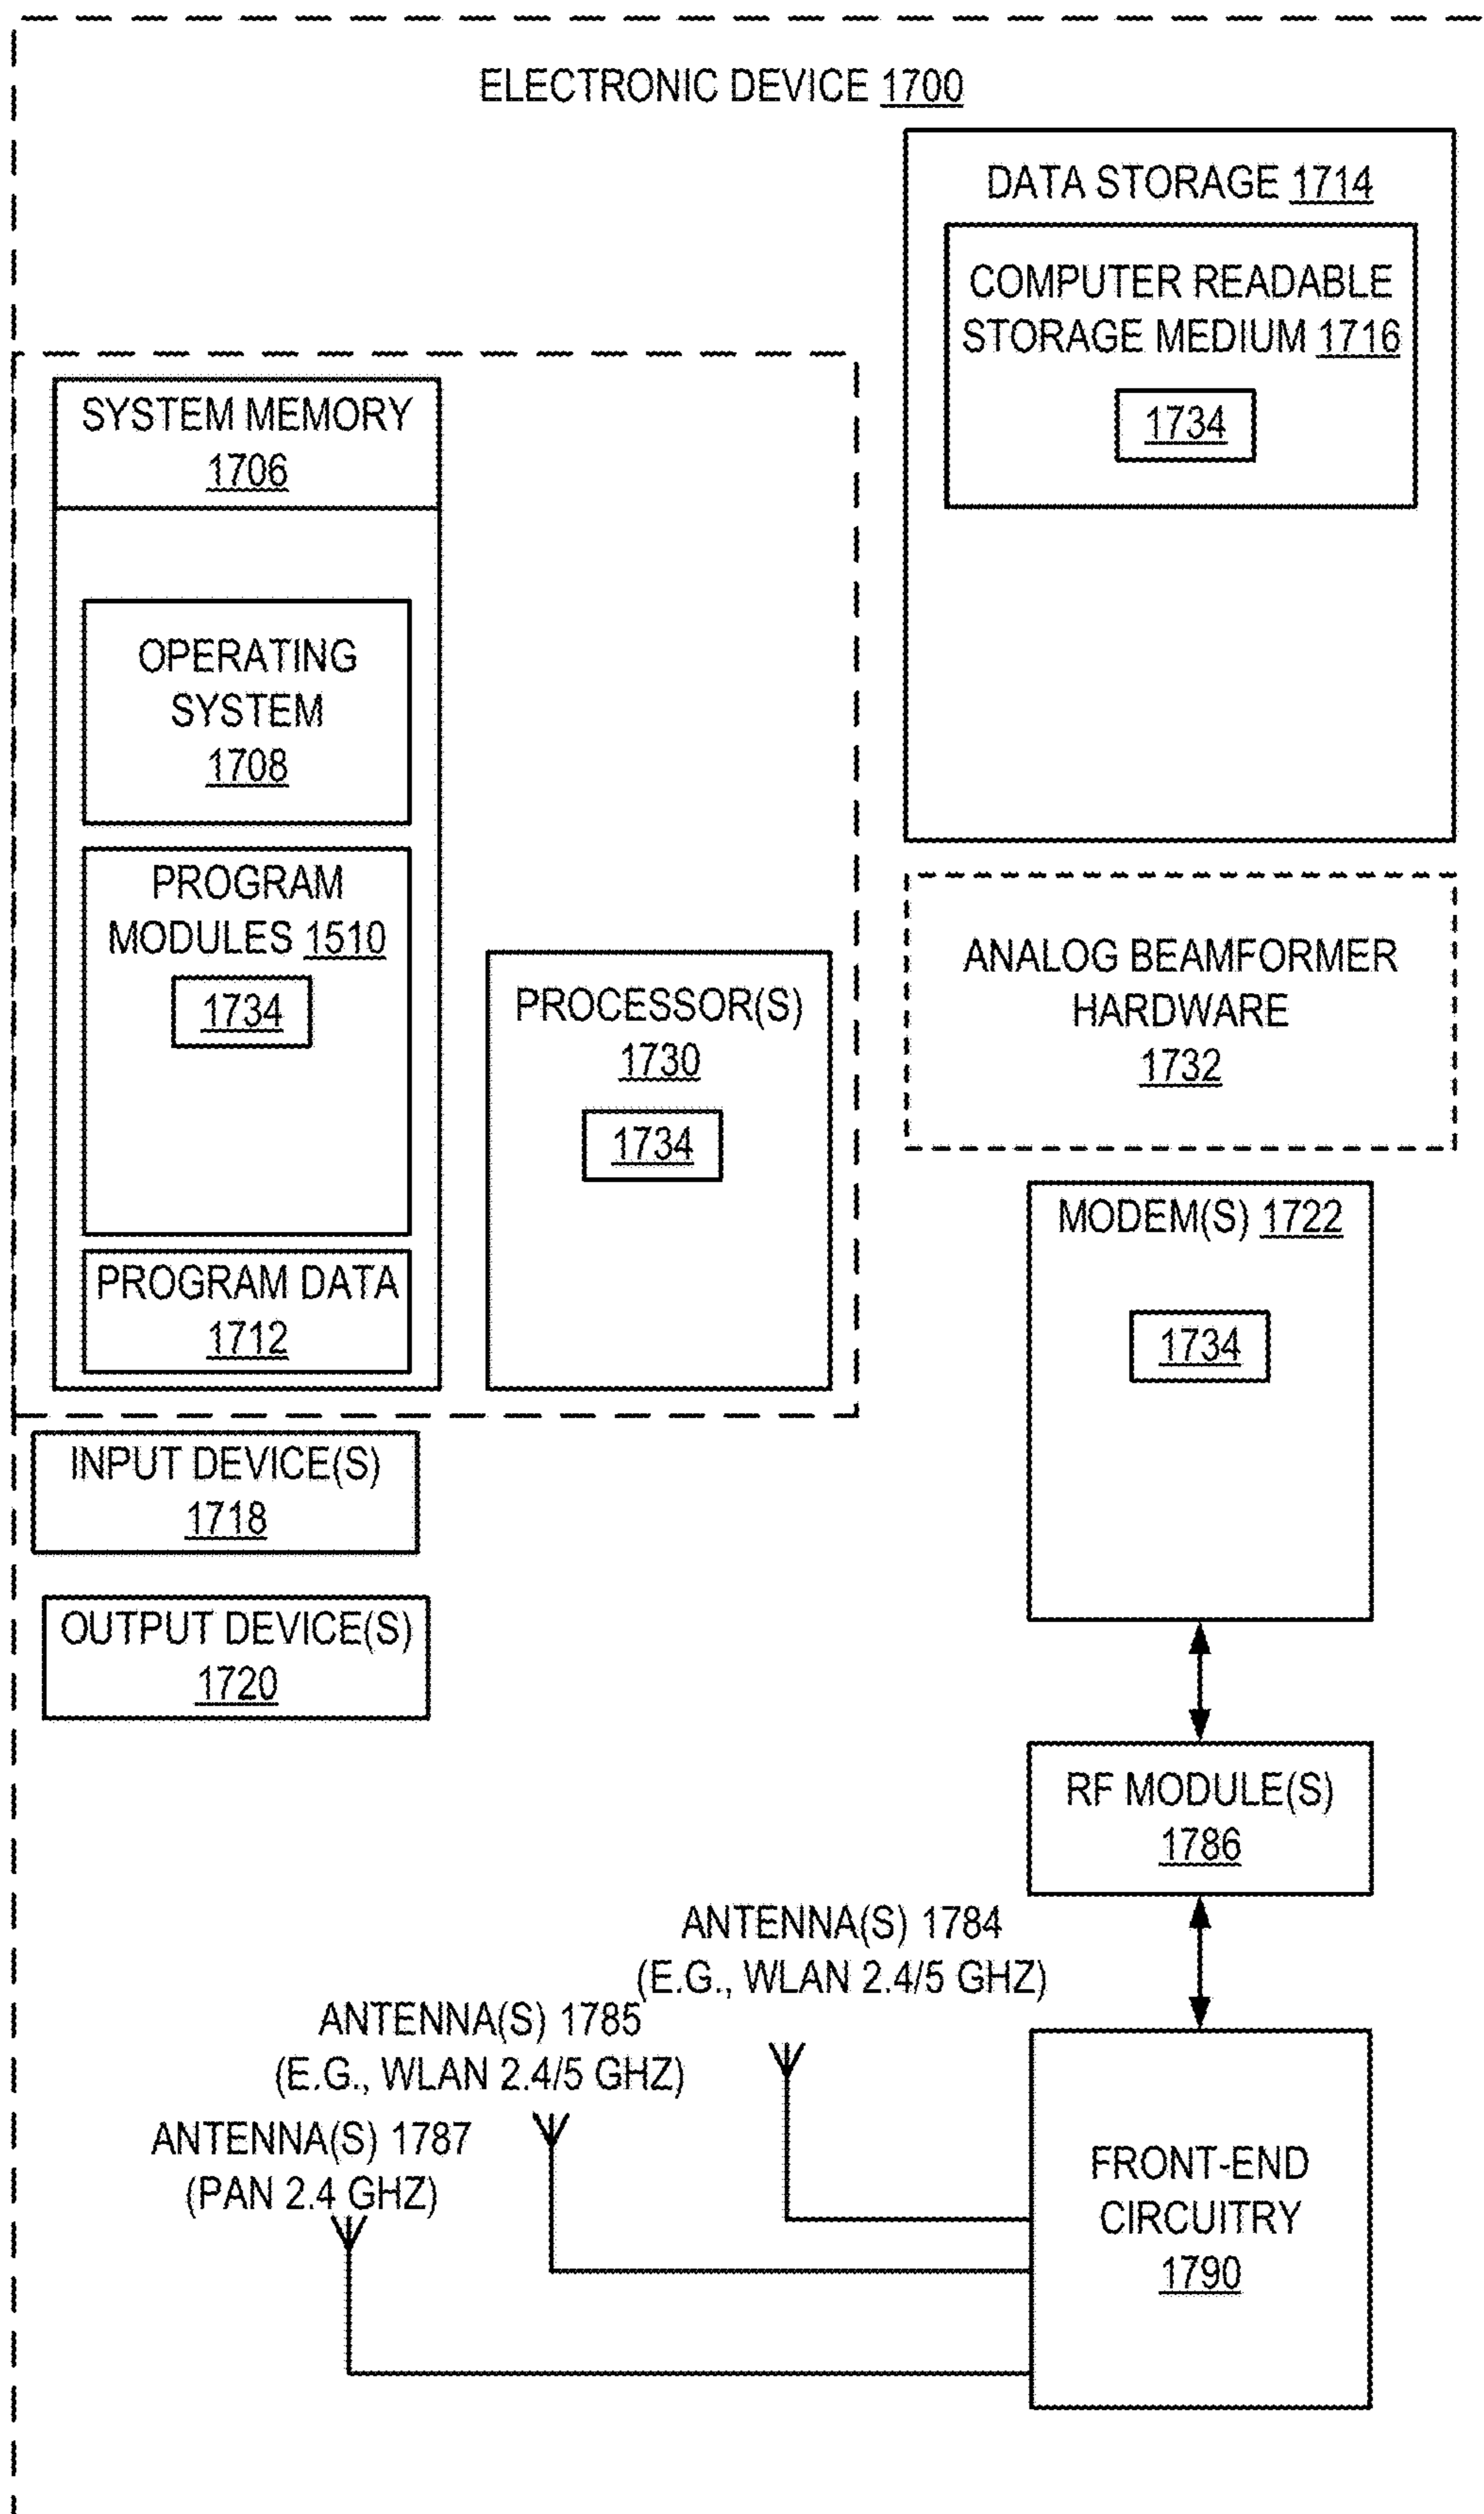 ELECTRONIC DEVICE 1700
DATA STORAGE 1714
COMPUTER READABLE
STORAGE MEDIUM 1716
1734
SYSTEM MEMORY
1706
OPERATING
SYSTEM
1708
PROGRAM
MODULES 1510
1734
PROGRAM DATA
1712
PROCESSOR(S)
1730
1734
ANALOG BEAMFORMER
HARDWARE
1732
MODEM(S) 1722
1734
INPUT DEVICE(S)
1718
OUTPUT DEVICE(S)
1720
RF MODULE(S)
1786
ANTENNA(S) 1784
(E.G., WLAN 2.4/5 GHZ)
ANTENNA(S) 1785
(E.G., WLAN 2.4/5 GHZ)
ANTENNA(S) 1787
(PAN 2.4 GHZ)
FRONT-END
CIRCUITRY
1790